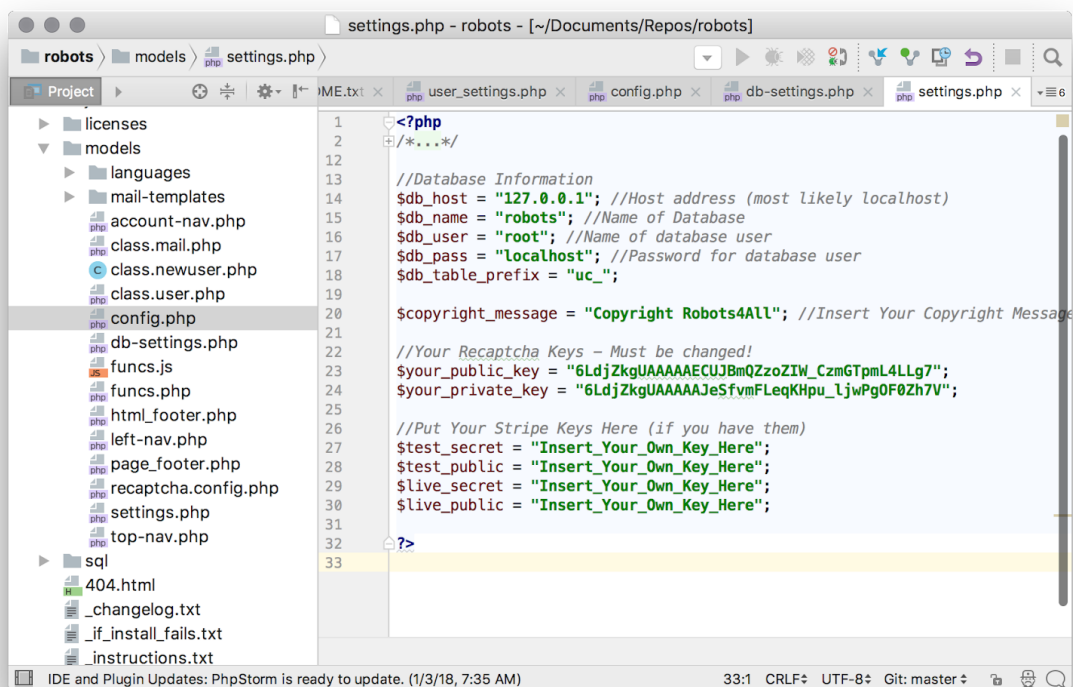 settings.php - robots - [~/Documents/Repos/robots]
robots models settings.php
Project ME.txt user_settings.php config.php db-settings.php settings.php 6
licenses
models
languages
mail-templates
account-nav.php
class.mail.php
class.newuser.php
class.user.php
config.php
db-settings.php
funcs.js
funcs.php
html_footer.php
left-nav.php
page_footer.php
recaptcha.config.php
settings.php
top-nav.php
sql
404.html
_changelog.txt
_if_install_fails.txt
_instructions.txt
1 <?php
2 /*...*/
12
13 //Database Information
14 $db_host = "127.0.0.1"; //Host address (most likely localhost)
15 $db_name = "robots"; //Name of Database
16 $db_user = "root"; //Name of database user
17 $db_pass = "localhost"; //Password for database user
18 $db_table_prefix = "uc_";
19
20 $copyright_message = "Copyright Robots4All"; //Insert Your Copyright Message
21
22 //Your Recaptcha Keys – Must be changed!
23 $your_public_key = "6LdjZkgUAAAAAECUJBmQZzoZIW_CzmGTpmL4LLg7";
24 $your_private_key = "6LdjZkgUAAAAAJeSfvmFLeqKHpu_ljwPgOF0Zh7V";
25
26 //Put Your Stripe Keys Here (if you have them)
27 $test_secret = "Insert_Your_Own_Key_Here";
28 $test_public = "Insert_Your_Own_Key_Here";
29 $live_secret = "Insert_Your_Own_Key_Here";
30 $live_public = "Insert_Your_Own_Key_Here";
31
32 ?>
33
IDE and Plugin Updates: PhpStorm is ready to update. (1/3/18, 7:35 AM) 33:1 CRLF UTF-8 Git: master